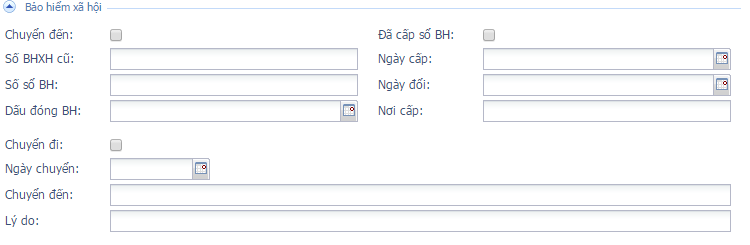 Bảo hiểm xã hội
Chuyển đến: Đã cấp sổ BH:
Số BHXH cũ: Ngày cấp:
Số sổ BH: Ngày đổi:
Dấu đóng BH: Nơi cấp:
Chuyển đi:
Ngày chuyển:
Chuyển đến:
Lý do: